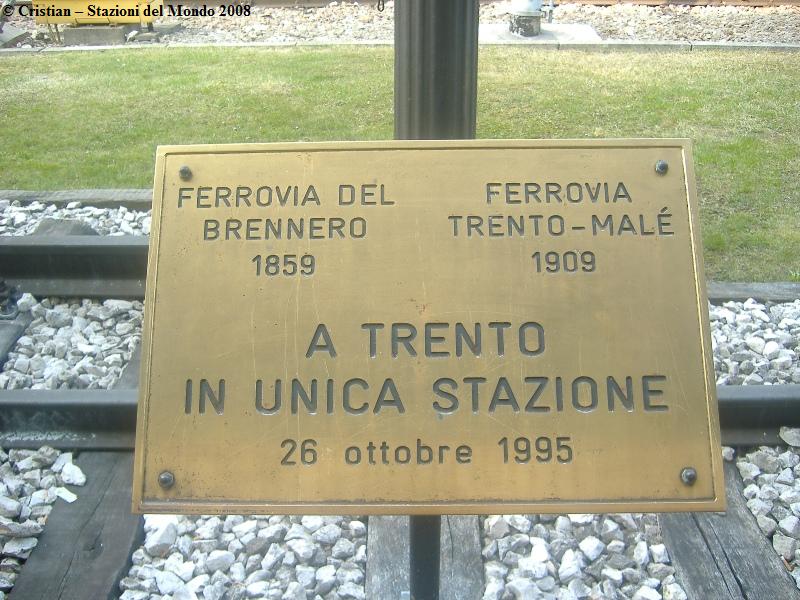 © Cristian – Stazioni del Mondo 2008
FERROVIA DEL
BRENNERO
1859
FERROVIA
TRENTO-MALÉ
1909
A TRENTO
IN UNICA STAZIONE
26 ottobre 1995